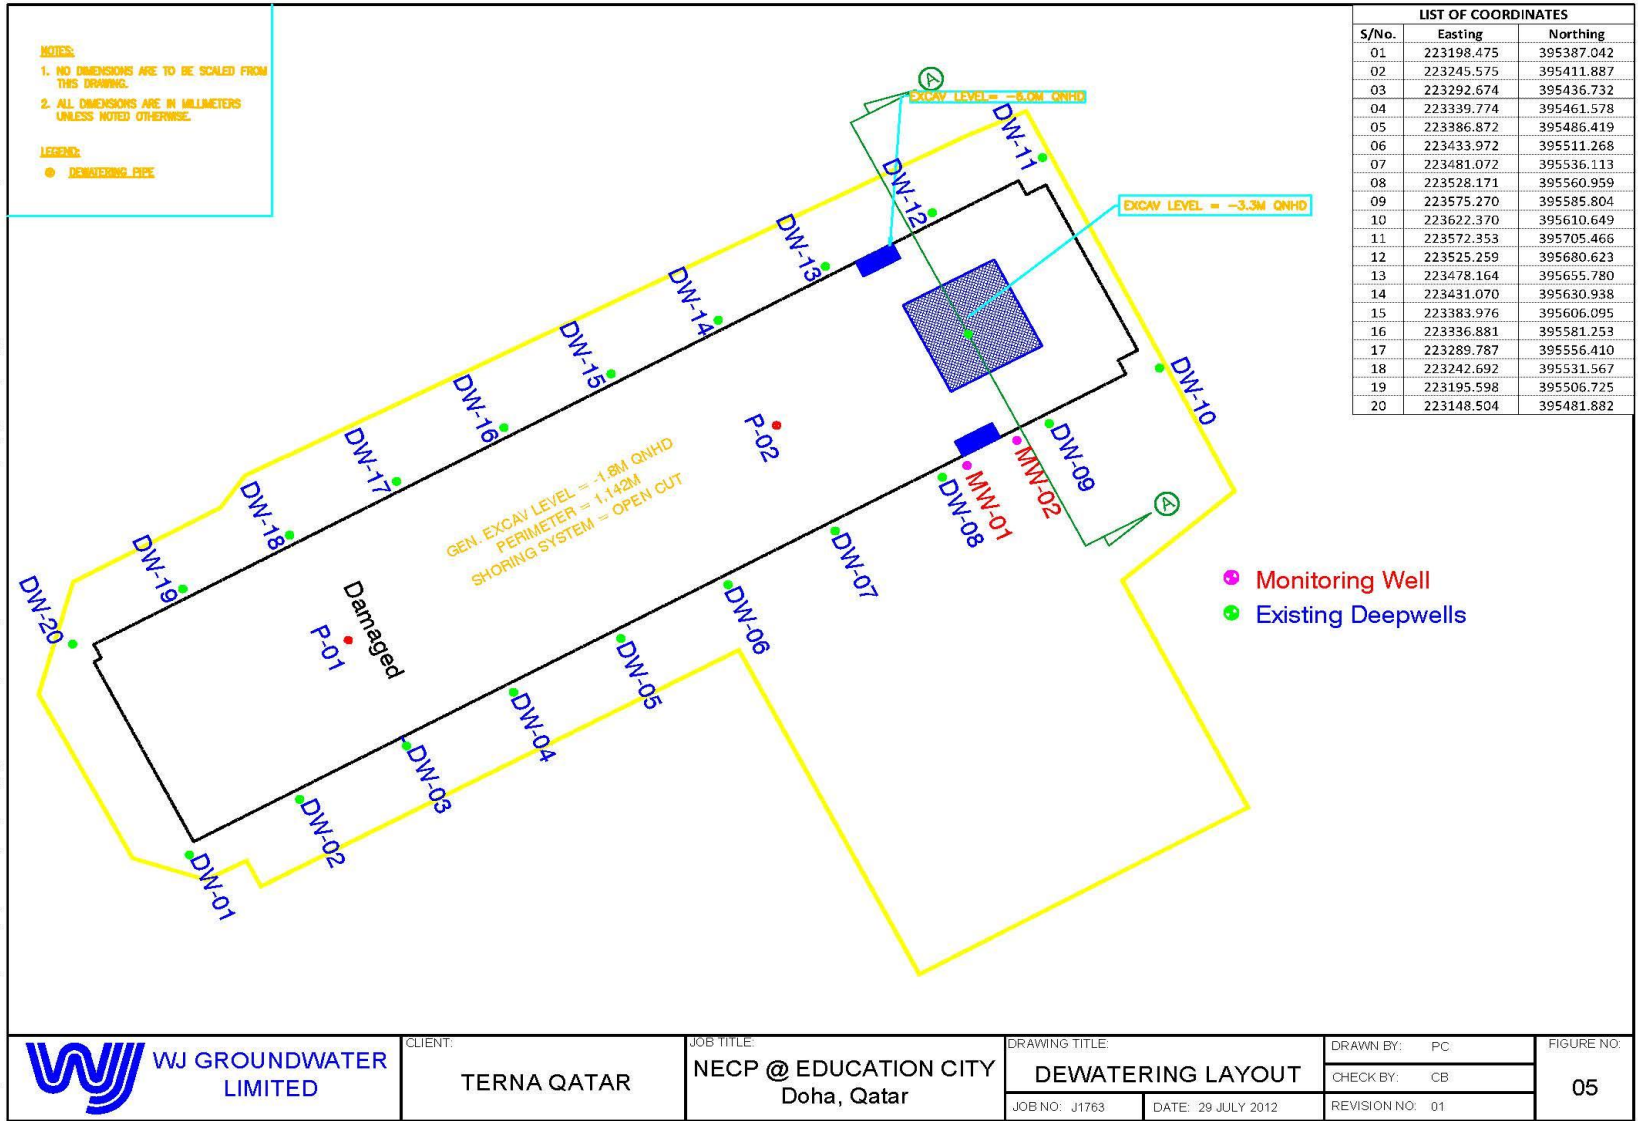 NOTES:
1. NO DIMENSIONS ARE TO BE SCALED FROM
THIS DRAWING.
2. ALL DIMENSIONS ARE IN MILLIMETERS
UNLESS NOTED OTHERWISE.
LEGEND:
DEWATERING PIPE
LIST OF COORDINATES
S/No. Easting Northing
01 223198.475 395387.042
02 223245.575 395411.887
03 223292.674 395436.732
04 223339.774 395461.578
05 223386.872 395486.419
06 223433.972 395511.268
07 223481.072 395536.113
08 223528.171 395560.959
09 223575.270 395585.804
10 223622.370 395610.649
11 223572.353 395705.466
12 223525.259 395680.623
13 223478.164 395655.780
14 223431.070 395630.938
15 223383.976 395606.095
16 223336.881 395581.253
17 223289.787 395556.410
18 223242.692 395531.567
19 223195.598 395506.725
20 223148.504 395481.882
A
EXCAV LEVEL= -6.0M QNHD
DW-11
DW-12
EXCAV LEVEL = -3.3M QNHD
DW-13
DW-14
DW-15
DW-16
DW-17
DW-18
DW-19
DW-20
DW-10
DW-09
MW-02
MW-01
DW-08
A
P-02
GEN. EXCAV LEVEL = -1.8M QNHD
PERIMETER = 1,142M
SHORING SYSTEM = OPEN CUT
DW-07
DW-06
DW-05
DW-04
DW-03
DW-02
DW-01
Damaged
P-01
Monitoring Well
Existing Deepwells
WJ
WJ GROUNDWATER
LIMITED
CLIENT:
TERNA QATAR
JOB TITLE:
NECP @ EDUCATION CITY
Doha, Qatar
DRAWING TITLE:
DEWATERING LAYOUT
JOB NO: J1763
DATE: 29 JULY 2012
DRAWN BY: PC
CHECK BY: CB
REVISION NO: 01
FIGURE NO:
05